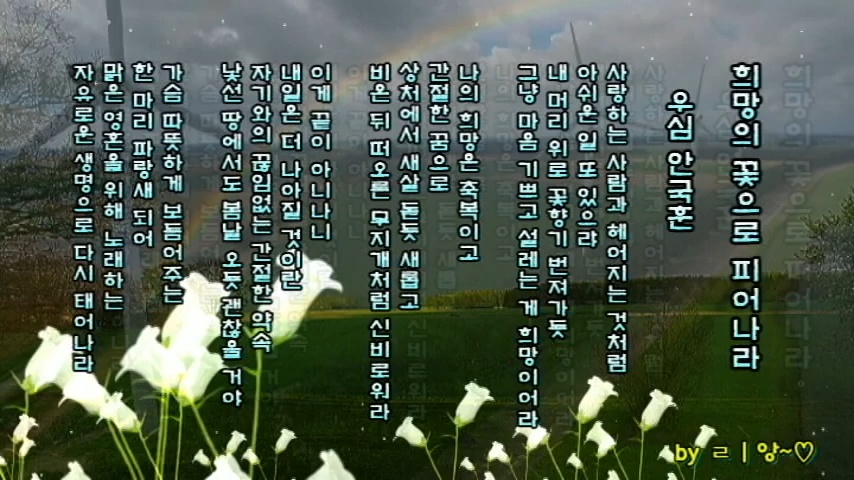 희망의 꽃으로 피어나라
우심 안국훈
사랑하는 사람과 헤어지는 것처럼
아쉬운 일 또 있으랴
내 머리 위로 꽃향기 번져가듯
그냥 마음 기쁘고 설레는 게 희망이어라
나의 희망은 축복이고
간절한 꿈으로
상처에서 새살 돋듯 새롭고
비온 뒤 떠오른 무지개처럼 신비로워라
이게 끝이 아니나니
내일은 더 나아질 것이란
자기와의 끊임없는 간절한 약속
낯선 땅에서도 봄날 오듯 괜찮을 거야
가슴 따뜻하게 보듬어주는
한 마리 파랑새 되어
맑은 영혼을 위해 노래하는
자유로운 생명으로 다시 태어나라
by ㄹㅣ앙~♡